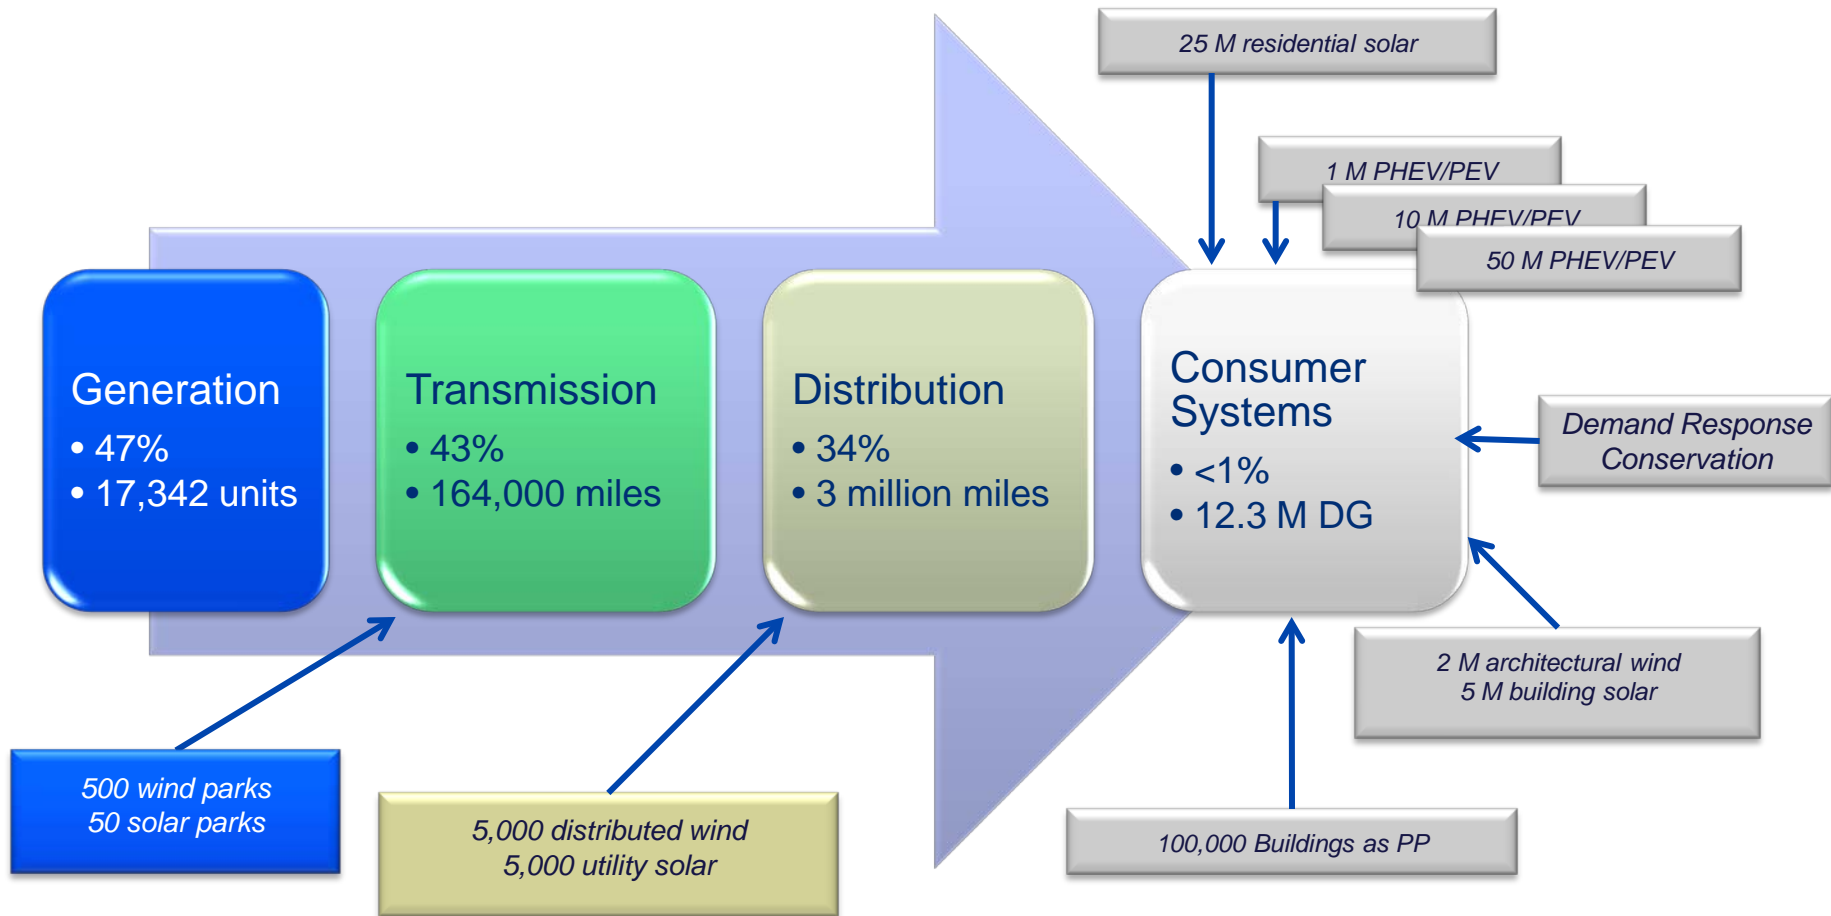 25 M residential solar
1 M PHEV/PEV
10 M PHEV/PEV
50 M PHEV/PEV
Generation
• 47%
• 17,342 units
Transmission
• 43%
• 164,000 miles
Distribution
• 34%
• 3 million miles
Consumer
Systems
• <1%
• 12.3 M DG
Demand Response
Conservation
2 M architectural wind
5 M building solar
500 wind parks
50 solar parks
5,000 distributed wind
5,000 utility solar
100,000 Buildings as PP